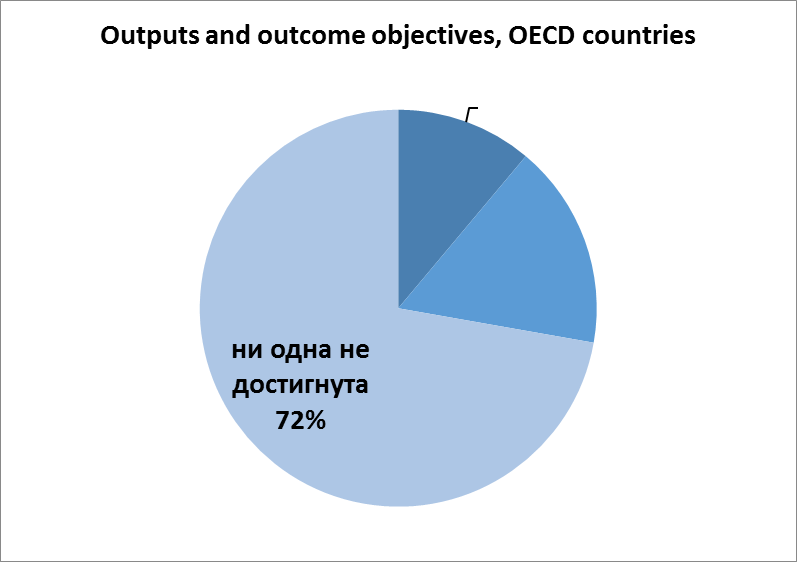 Outputs and outcome objectives, OECD countries
ни одна не
достигнута
72%